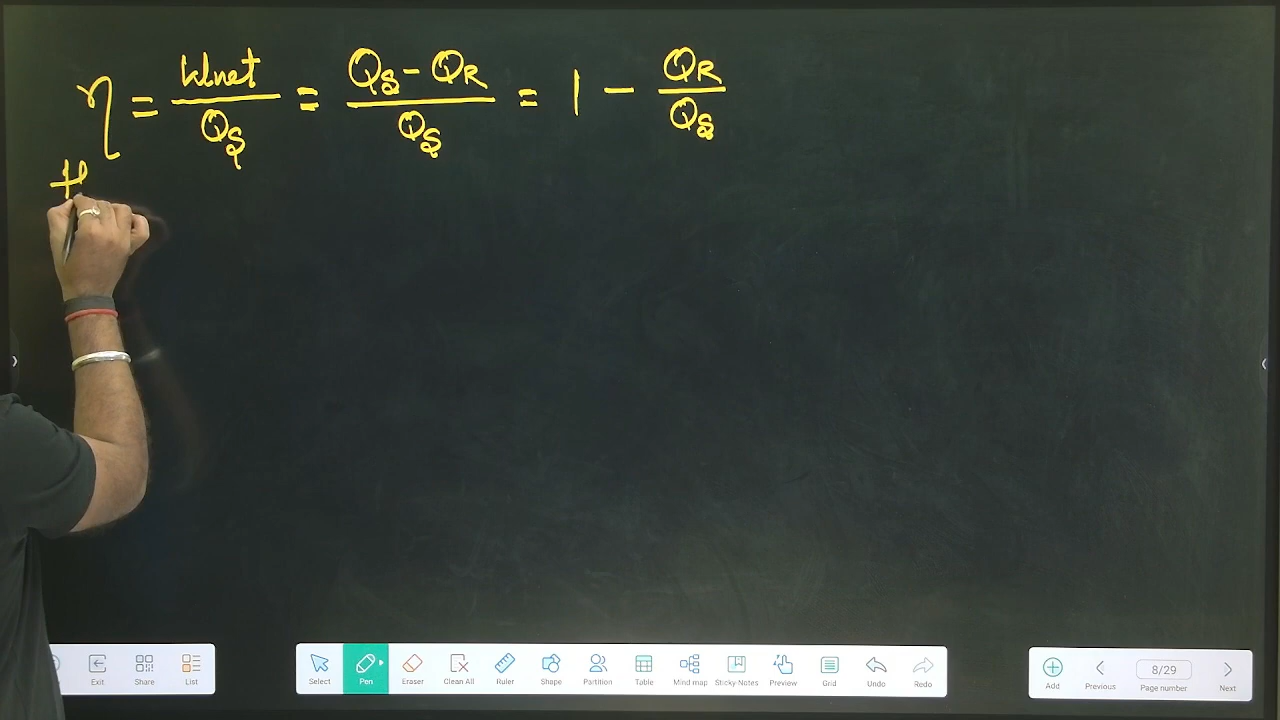 η = Wnet/QS = QS - QR/QS = 1 - QR/QS
Exit Share List Select Pen Eraser Clean All Ruler Shape Partition Table Mind map Sticky-Notes Preview Grid Undo Redo Add Previous 8/29 Page number Next